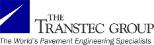 THE
TRANSTEC GROUP
The World's Pavement Engineering Specialists